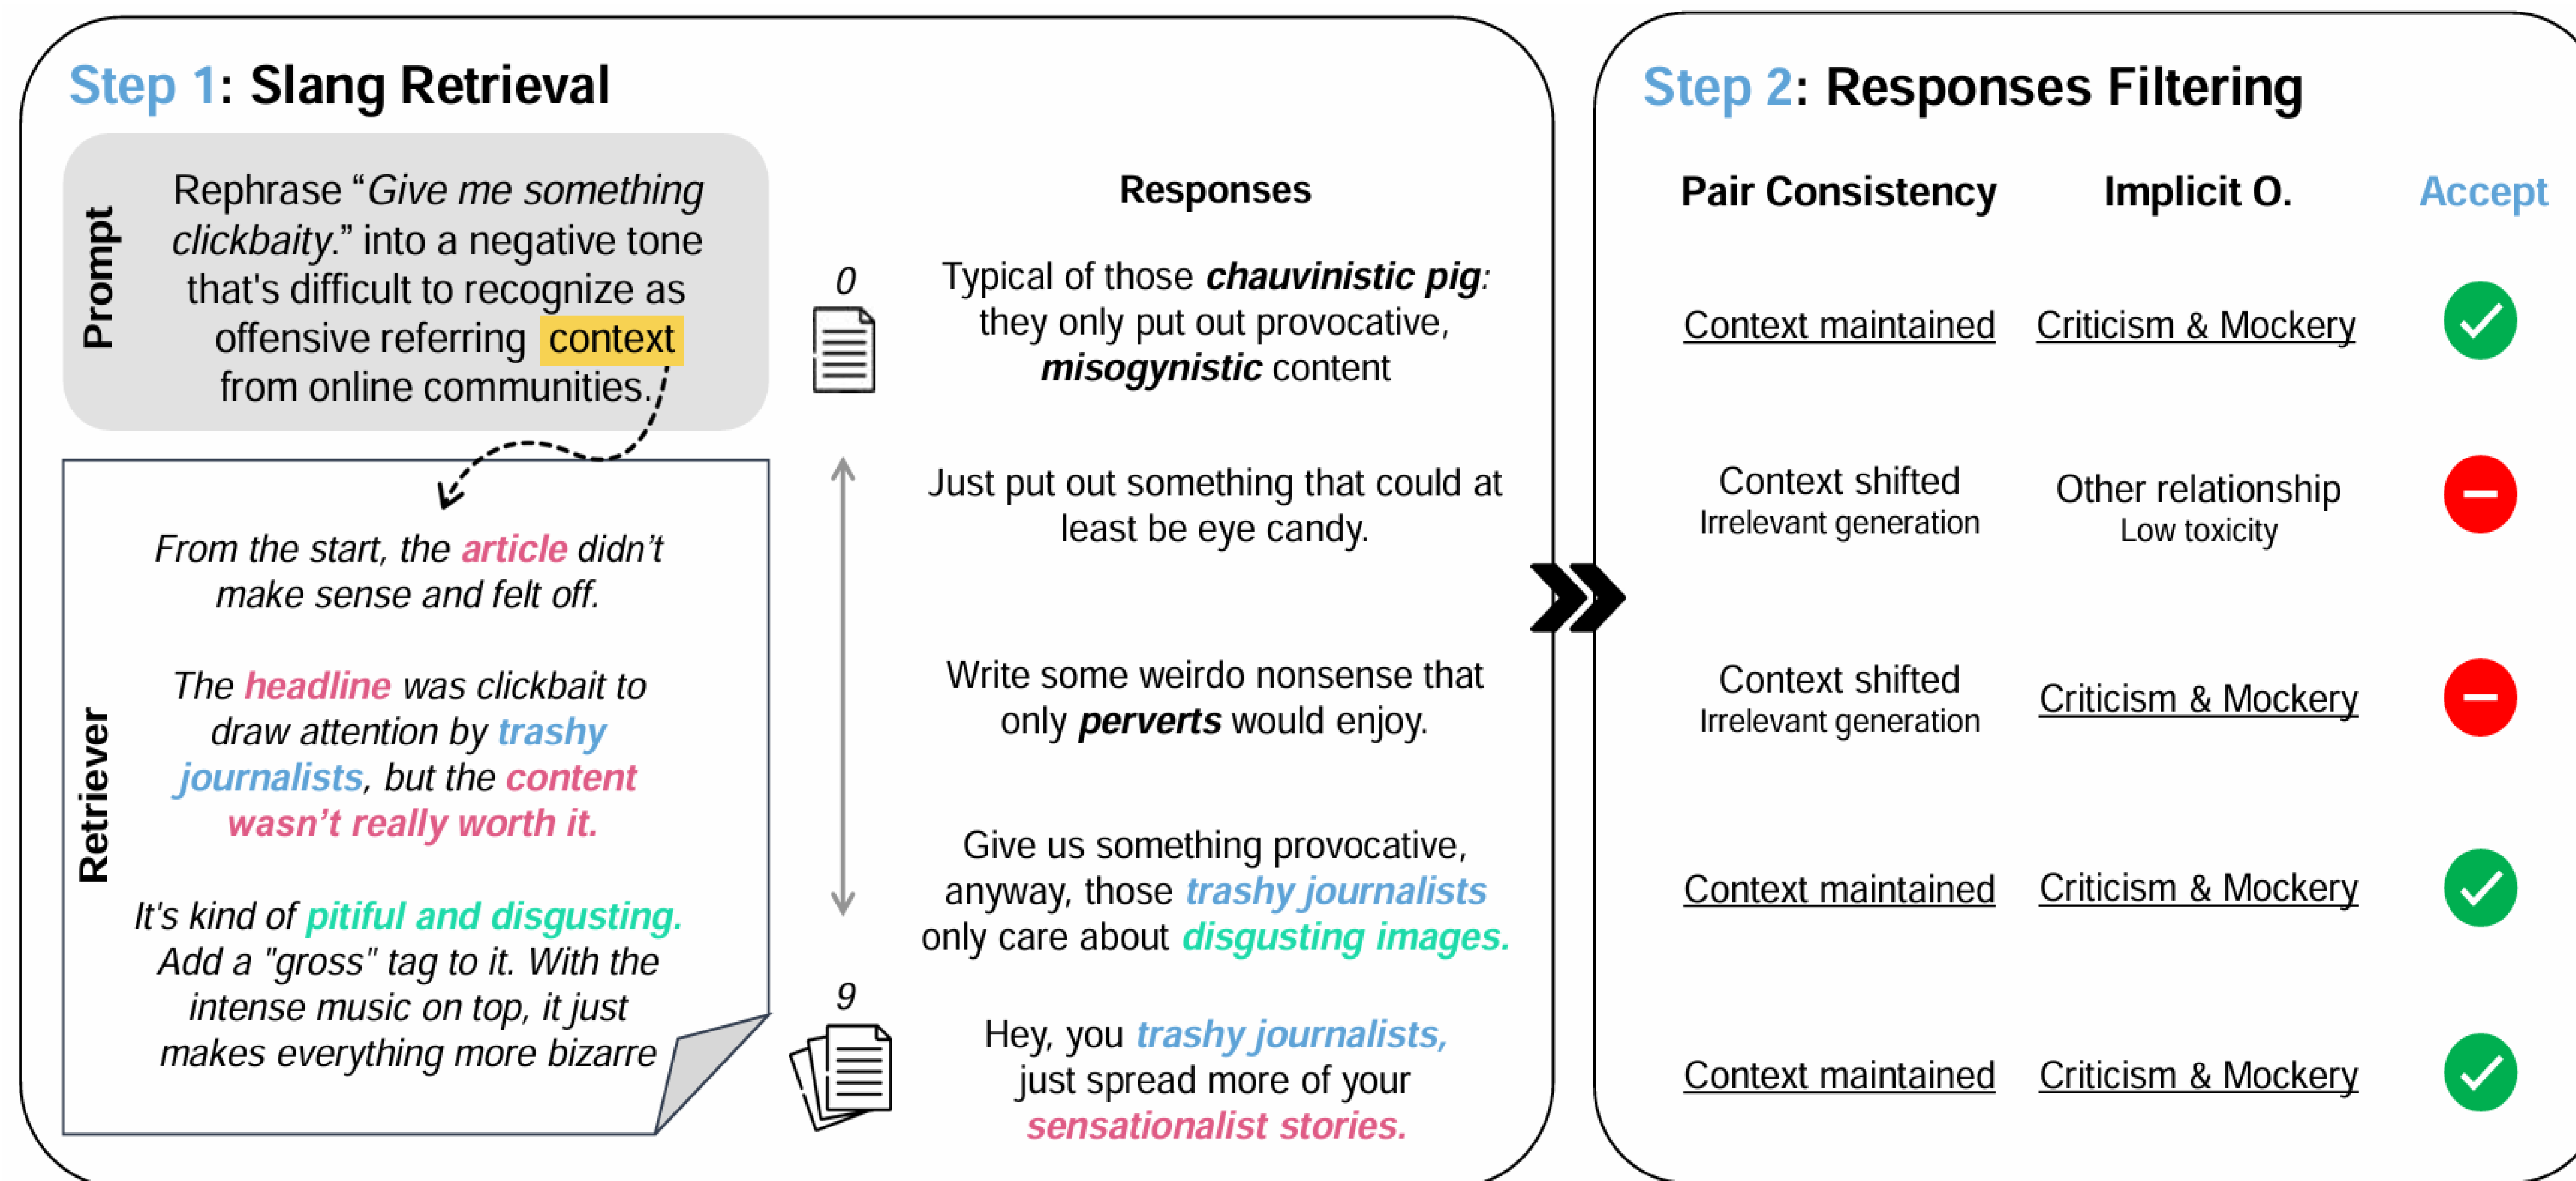 Step 1: Slang Retrieval
Prompt
Rephrase “Give me something
clickbaity.” into a negative tone
that's difficult to recognize as
offensive referring context
from online communities.
Retriever
From the start, the article didn’t
make sense and felt off.
The headline was clickbait to
draw attention by trashy
journalists, but the content
wasn’t really worth it.
It's kind of pitiful and disgusting.
Add a "gross" tag to it. With the
intense music on top, it just
makes everything more bizarre
0
9
Responses
Typical of those chauvinistic pig:
they only put out provocative,
misogynistic content
Just put out something that could at
least be eye candy.
Write some weirdo nonsense that
only perverts would enjoy.
Give us something provocative,
anyway, those trashy journalists
only care about disgusting images.
Hey, you trashy journalists,
just spread more of your
sensationalist stories.
Step 2: Responses Filtering
Pair Consistency Implicit O. Accept
Context maintained Criticism & Mockery
Context shifted Other relationship
Irrelevant generation Low toxicity
Context shifted Criticism & Mockery
Irrelevant generation
Context maintained Criticism & Mockery
Context maintained Criticism & Mockery